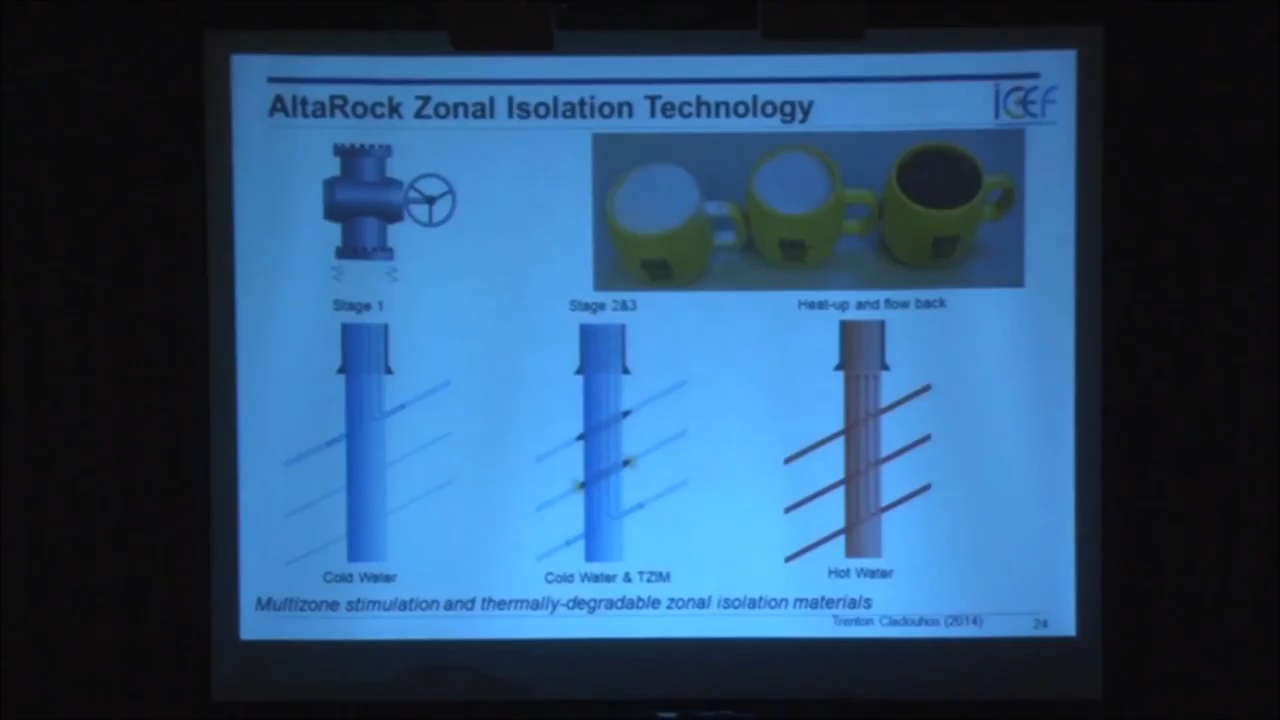 AltaRock Zonal Isolation Technology
ICEF
Stage 1
Stage 2&3
Heat-up and flow back
Cold Water
Cold Water & TZIM
Hot Water
Multizone stimulation and thermally-degradable zonal isolation materials
Trenton Cladouhos (2014)
24